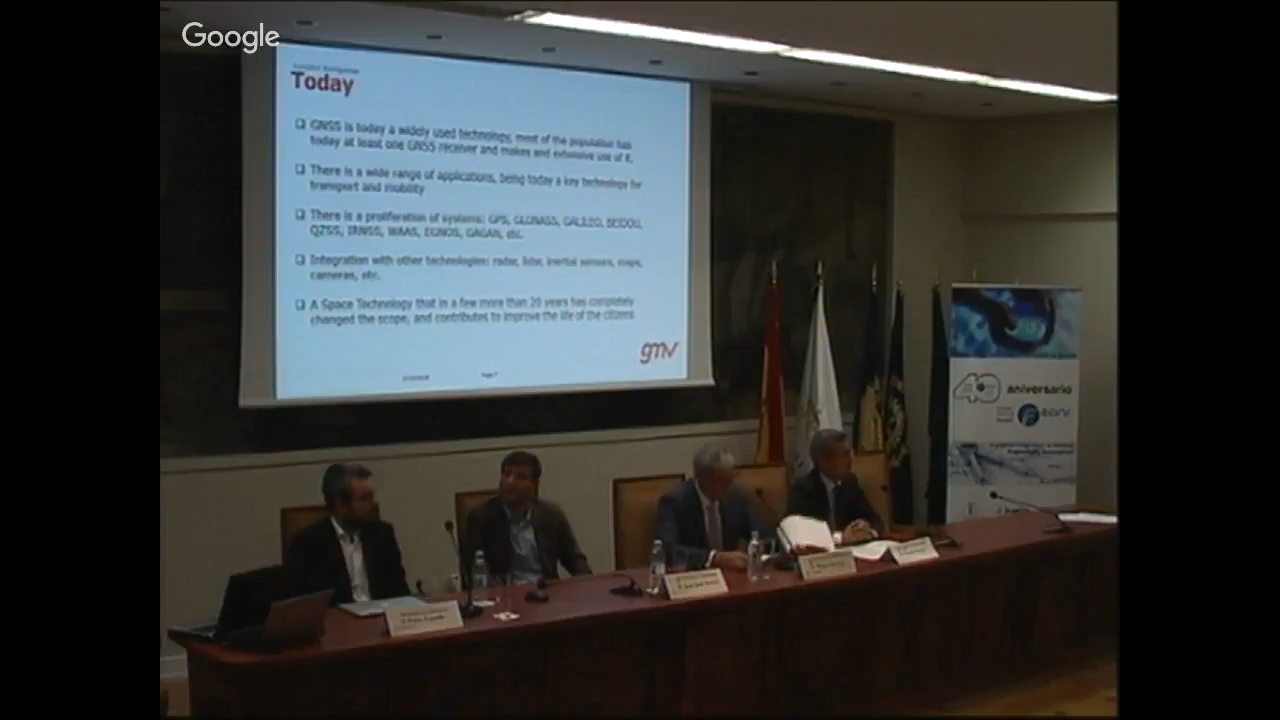 Google
Today
❑ GNSS is today a widely used technology, most of the population has
today at least one GNSS receiver and makes and extensive use of it.
❑ There is a wide range of applications, being today a key technology for
transport and mobility
❑ There is a proliferation of systems: GPS, GLONASS, GALILEO, BEIDOU,
QZSS, IRNSS, WAAS, EGNOS, GAGAN, etc.
❑ Integration with other technologies: radar, lidar, inertial sensors, maps,
cameras, etc.
❑ A Space Technology that in a few more than 20 years has completely
changed the scope, and contributes to improve the life of the citizens
gmv
40
aniversario